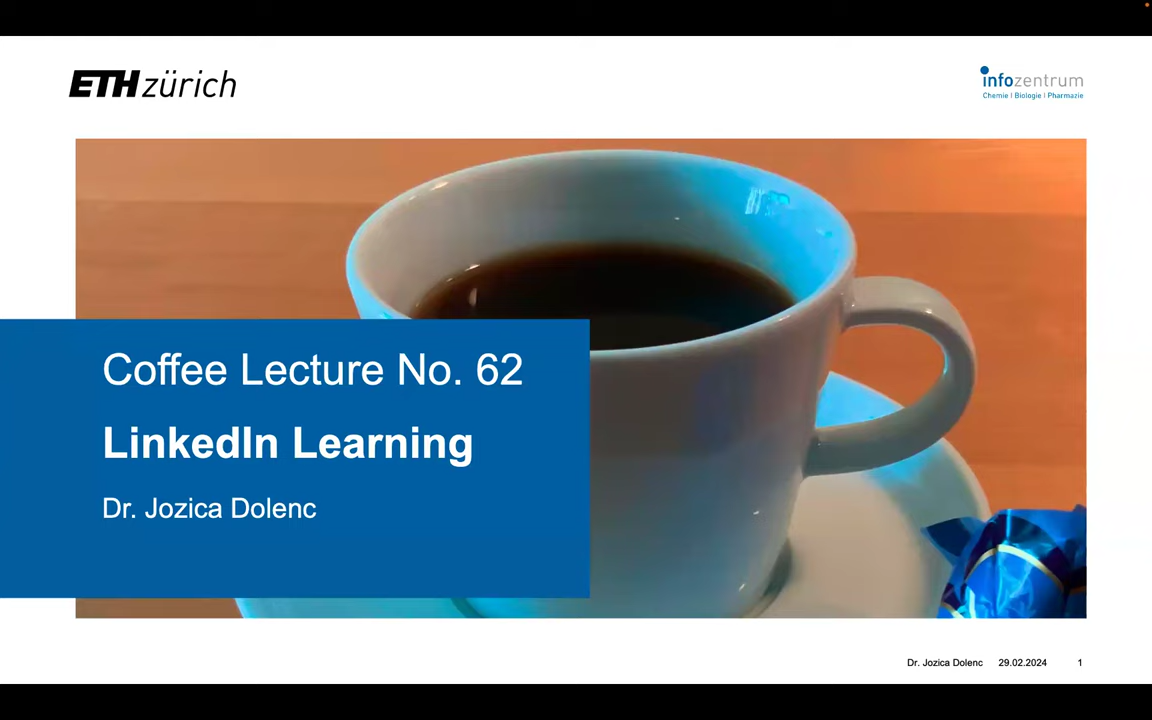 ETH zürich
infozentrum
Chemie | Biologie | Pharmazie
Coffee Lecture No. 62
LinkedIn Learning
Dr. Jozica Dolenc
Dr. Jozica Dolenc 29.02.2024 1